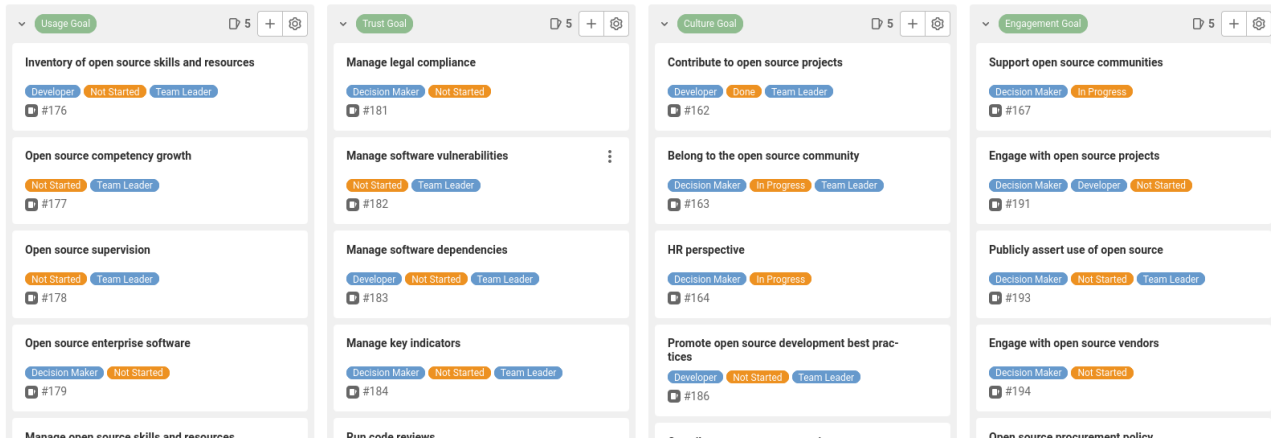 Usage Goal
5
Inventory of open source skills and resources
Developer Not Started Team Leader
#176
Open source competency growth
Not Started Team Leader
#177
Open source supervision
Not Started Team Leader
#178
Open source enterprise software
Decision Maker Not Started
#179
Manage open source skills and resources
Trust Goal
5
Manage legal compliance
Decision Maker Not Started
#181
Manage software vulnerabilities
Not Started Team Leader
#182
Manage software dependencies
Developer Not Started Team Leader
#183
Manage key indicators
Decision Maker Not Started Team Leader
#184
Run code reviews
Culture Goal
5
Contribute to open source projects
Developer Done Team Leader
#162
Belong to the open source community
Decision Maker In Progress Team Leader
#163
HR perspective
Decision Maker In Progress
#164
Promote open source development best prac-
tices
Developer Not Started Team Leader
#186
Engagement Goal
5
Support open source communities
Decision Maker In Progress
#167
Engage with open source projects
Decision Maker Developer Not Started
#191
Publicly assert use of open source
Decision Maker Not Started Team Leader
#193
Engage with open source vendors
Decision Maker Not Started
#194
Open source procurement policy